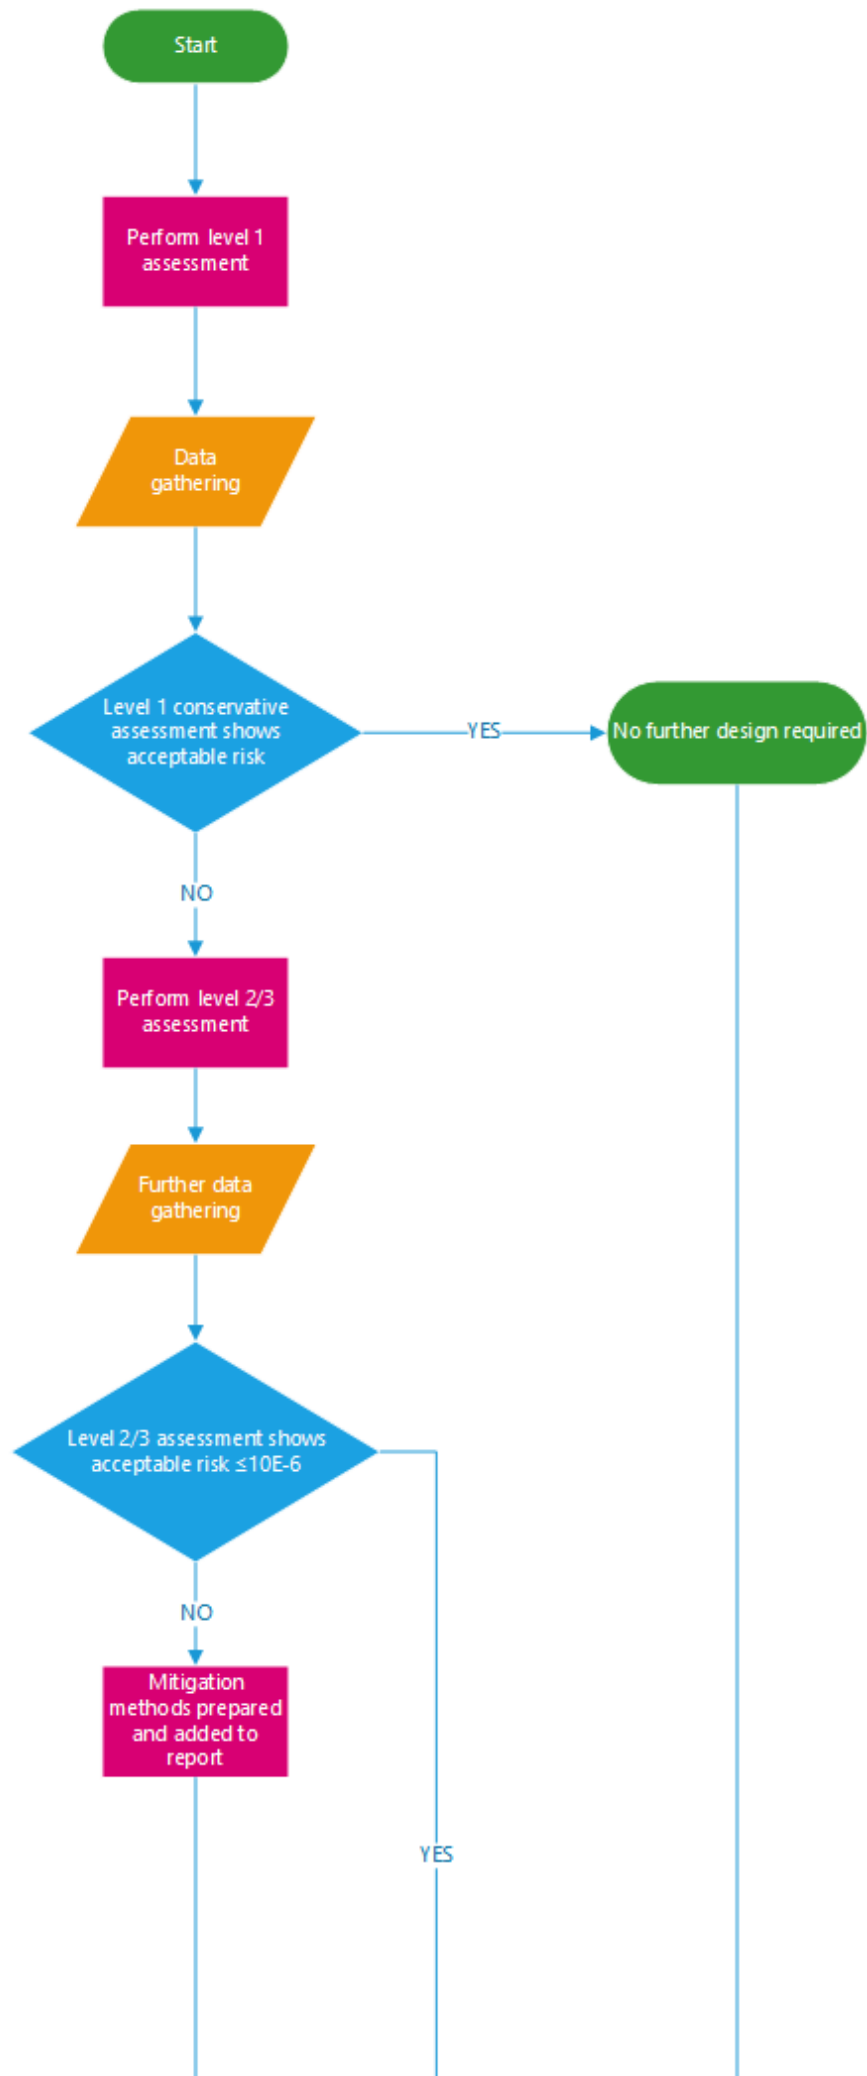 Start
Perform level 1
assessment
Data
gathering
Level 1 conservative
assessment shows
acceptable risk
YES
No further design required
NO
Perform level 2/3
assessment
Further data
gathering
Level 2/3 assessment shows
acceptable risk ≤10E-6
NO
Mitigation
methods prepared
and added to
report
YES